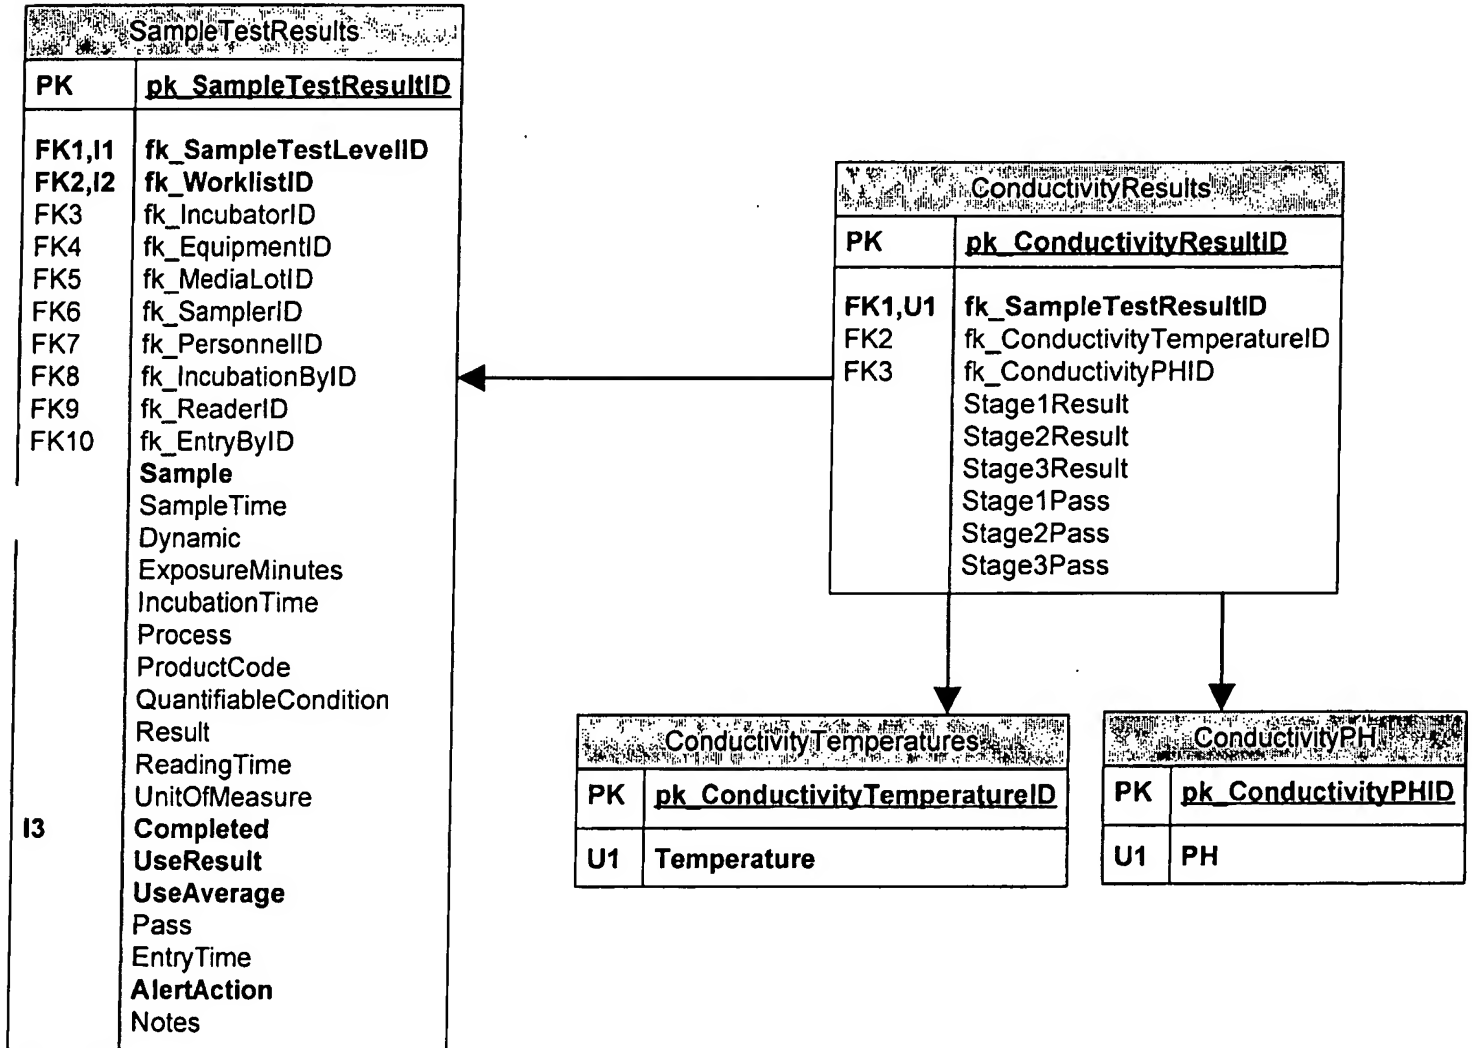 SampleTestResults
PK pk_SampleTestResultID
FK1,I1 fk_SampleTestLevelID
FK2,I2 fk_WorklistID
FK3 fk_IncubatorID
FK4 fk_EquipmentID
FK5 fk_MediaLotID
FK6 fk_SamplerID
FK7 fk_PersonnelID
FK8 fk_IncubationByID
FK9 fk_ReaderID
FK10 fk_EntryByID
Sample
SampleTime
Dynamic
ExposureMinutes
IncubationTime
Process
ProductCode
QuantifiableCondition
Result
ReadingTime
UnitOfMeasure
I3 Completed
UseResult
UseAverage
Pass
EntryTime
AlertAction
Notes
ConductivityResults
PK pk_ConductivityResultID
FK1,U1 fk_SampleTestResultID
FK2 fk_ConductivityTemperatureID
FK3 fk_ConductivityPHID
Stage1Result
Stage2Result
Stage3Result
Stage1Pass
Stage2Pass
Stage3Pass
ConductivityTemperatures
PK pk_ConductivityTemperatureID
U1 Temperature
ConductivityPH
PK pk_ConductivityPHID
U1 PH